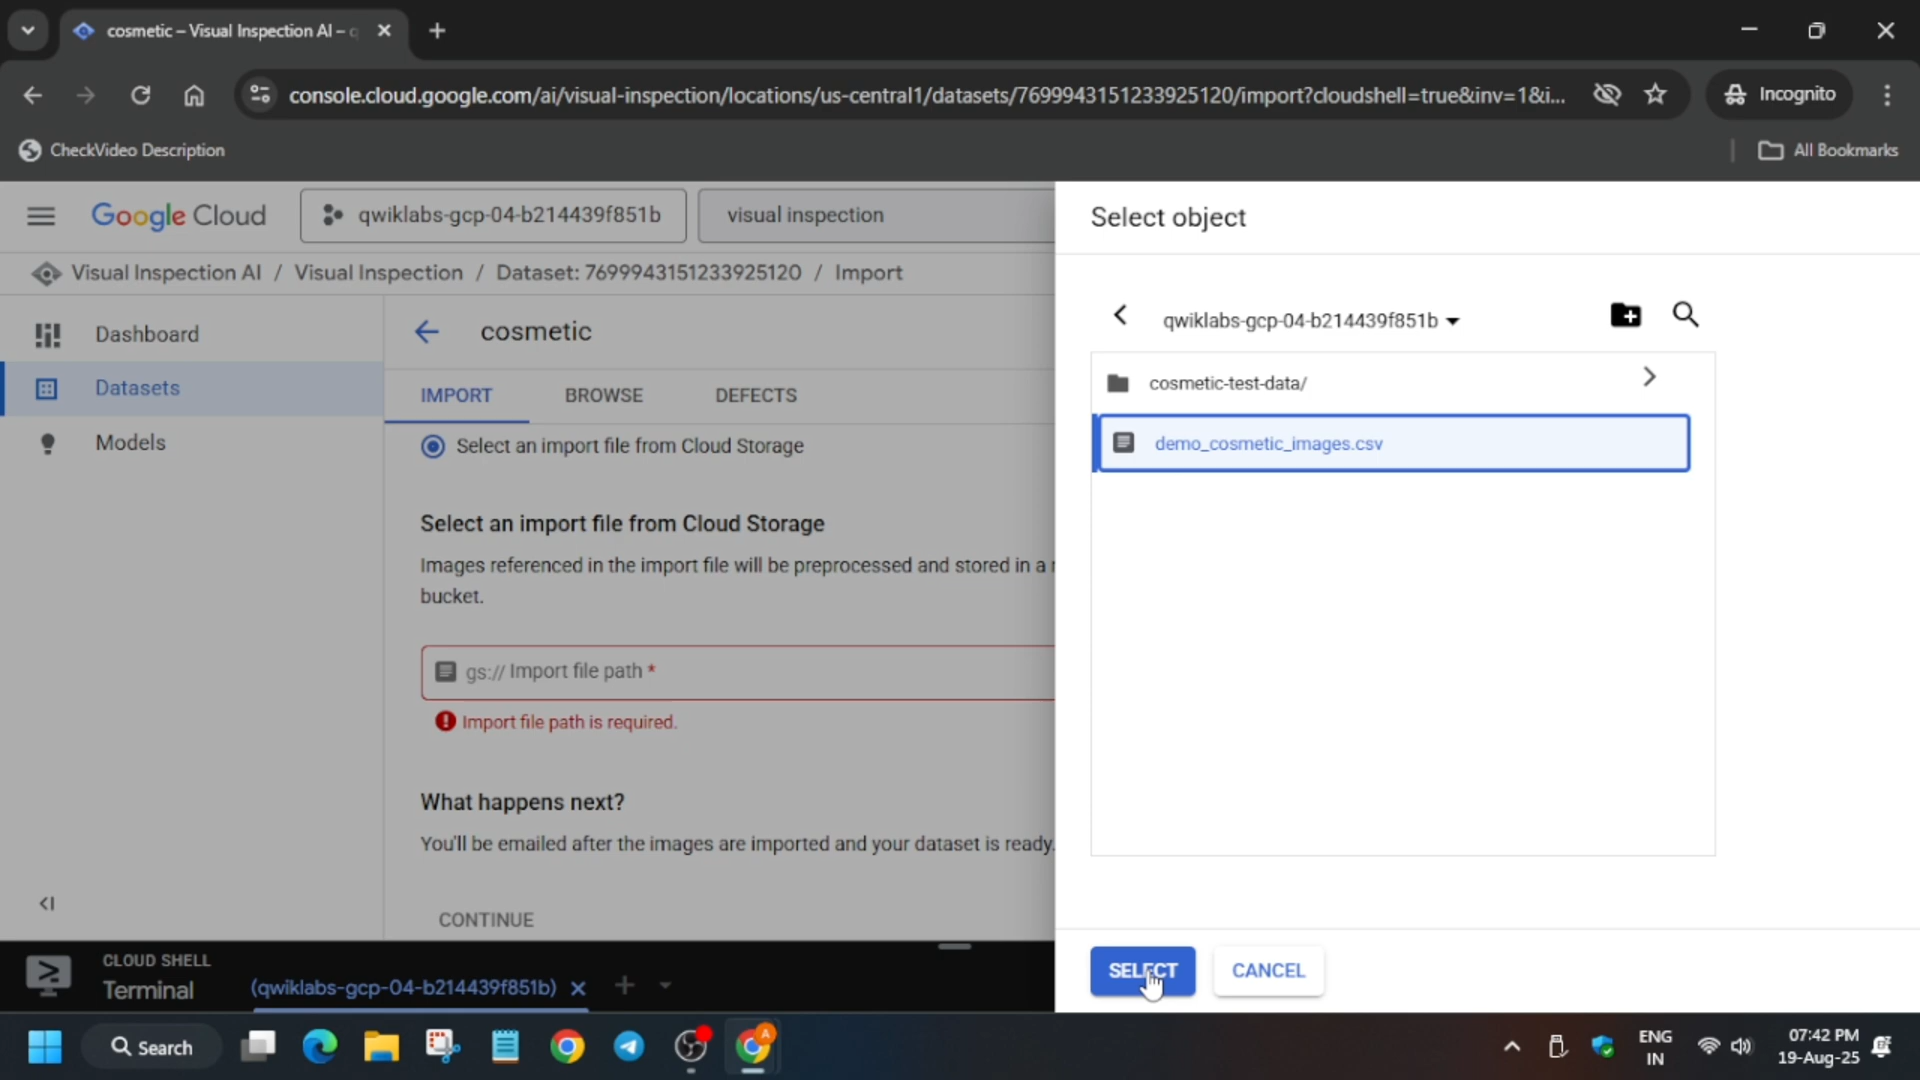 cosmetic – Visual Inspection AI – q
console.cloud.google.com/ai/visual-inspection/locations/us-central1/datasets/7699943151233925120/import?cloudshell=true&inv=1&i...
Incognito
CheckVideo Description
All Bookmarks
Google Cloud
qwiklabs-gcp-04-b214439f851b
visual inspection
Select object
Visual Inspection AI / Visual Inspection / Dataset: 7699943151233925120 / Import
qwiklabs-gcp-04-b214439f851b
Dashboard
cosmetic
cosmetic-test-data/
Datasets
IMPORT
BROWSE
DEFECTS
Models
Select an import file from Cloud Storage
demo_cosmetic_images.csv
Select an import file from Cloud Storage
Images referenced in the import file will be preprocessed and stored in a
bucket.
gs:// Import file path *
Import file path is required.
What happens next?
You'll be emailed after the images are imported and your dataset is ready.
CONTINUE
CLOUD SHELL
Terminal
(qwiklabs-gcp-04-b214439f851b)
SELECT
CANCEL
Search
A
ENG
IN
07:42 PM
19-Aug-25